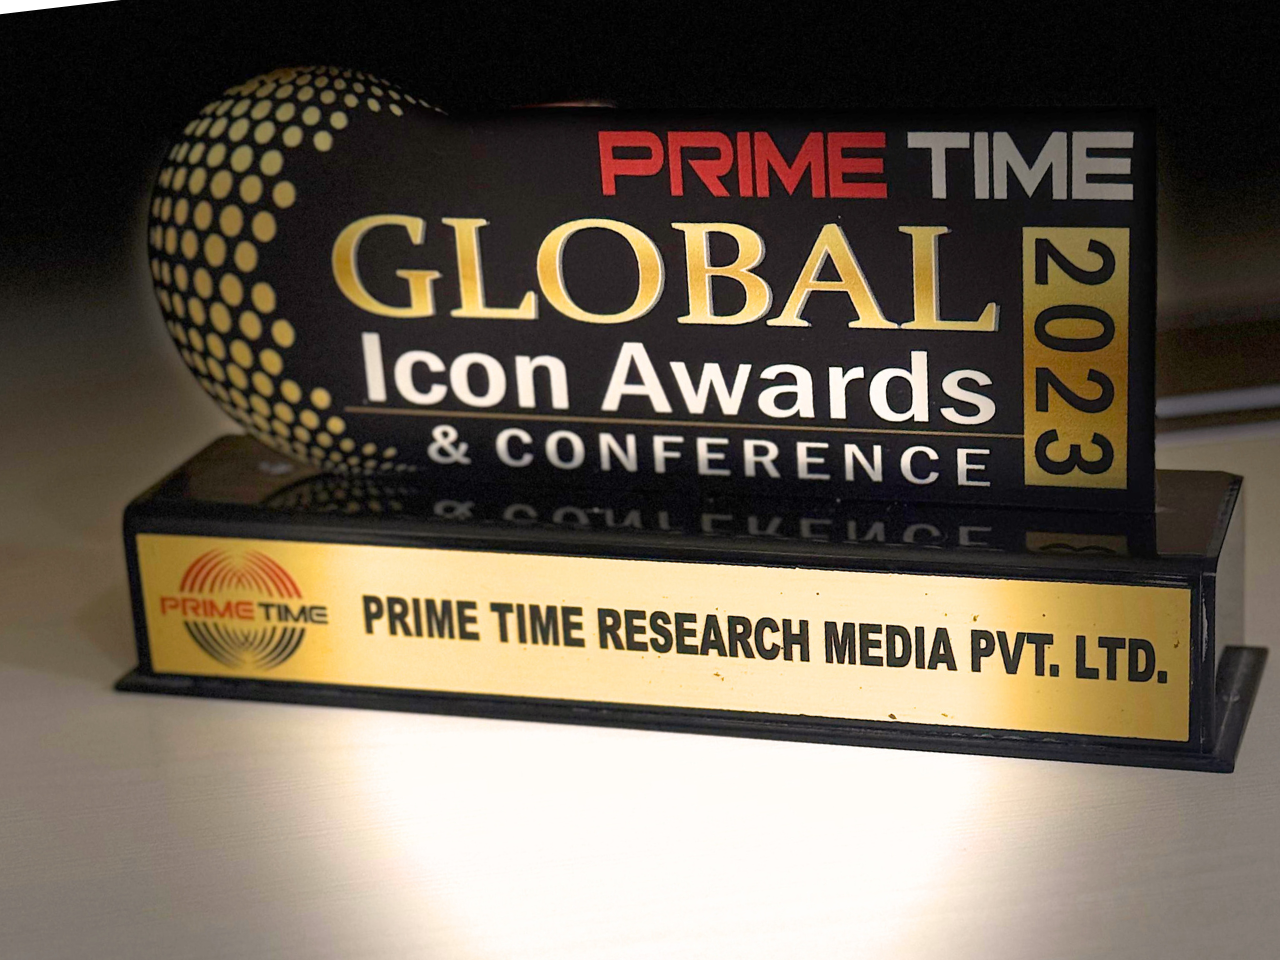 PRIME TIME
GLOBAL
Icon Awards
& CONFERENCE
2023
PRIME TIME
PRIME TIME RESEARCH MEDIA PVT. LTD.